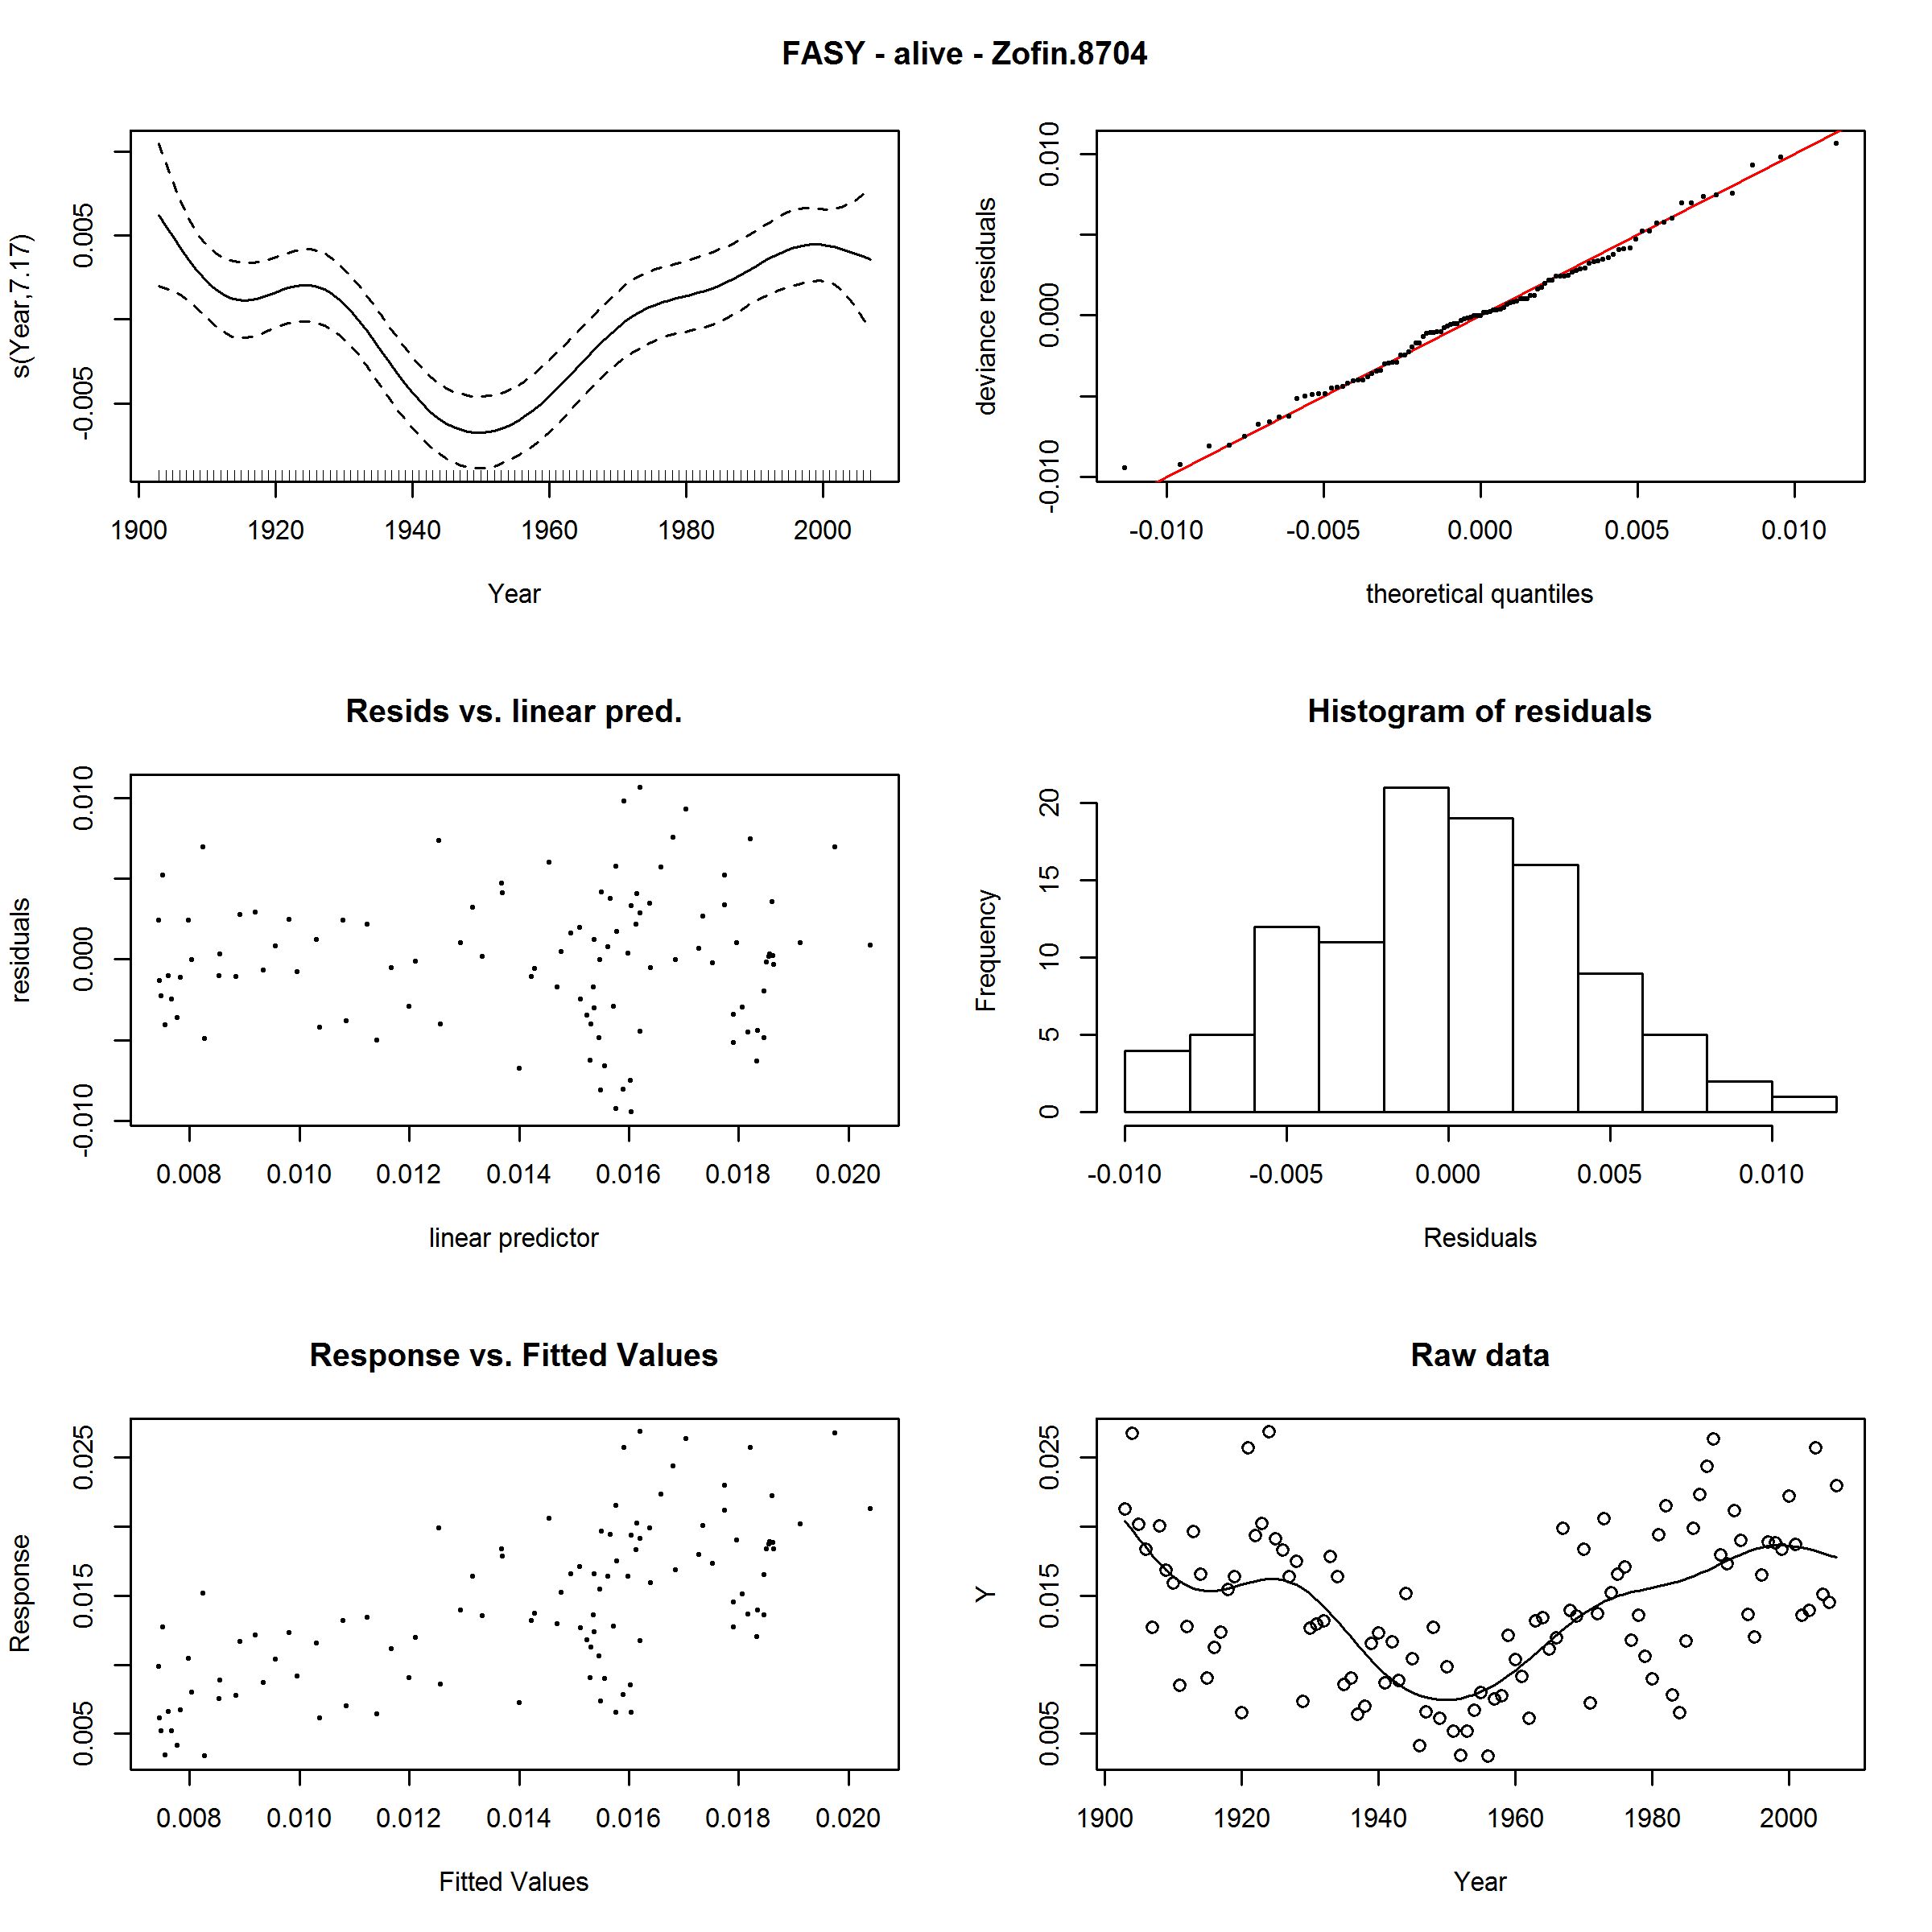 FASY - alive - Zofin.8704
s(Year,7.17)
-0.005 0.005
1900 1920 1940 1960 1980 2000
Year
deviance residuals
-0.010 0.000 0.010
-0.010 -0.005 0.000 0.005 0.010
theoretical quantiles
Resids vs. linear pred.
residuals
-0.010 0.000 0.010
0.008 0.010 0.012 0.014 0.016 0.018 0.020
linear predictor
Histogram of residuals
Frequency
0 5 10 15 20
-0.010 -0.005 0.000 0.005 0.010
Residuals
Response vs. Fitted Values
Response
0.005 0.015 0.025
0.008 0.010 0.012 0.014 0.016 0.018 0.020
Fitted Values
Raw data
Y
0.005 0.015 0.025
1900 1920 1940 1960 1980 2000
Year